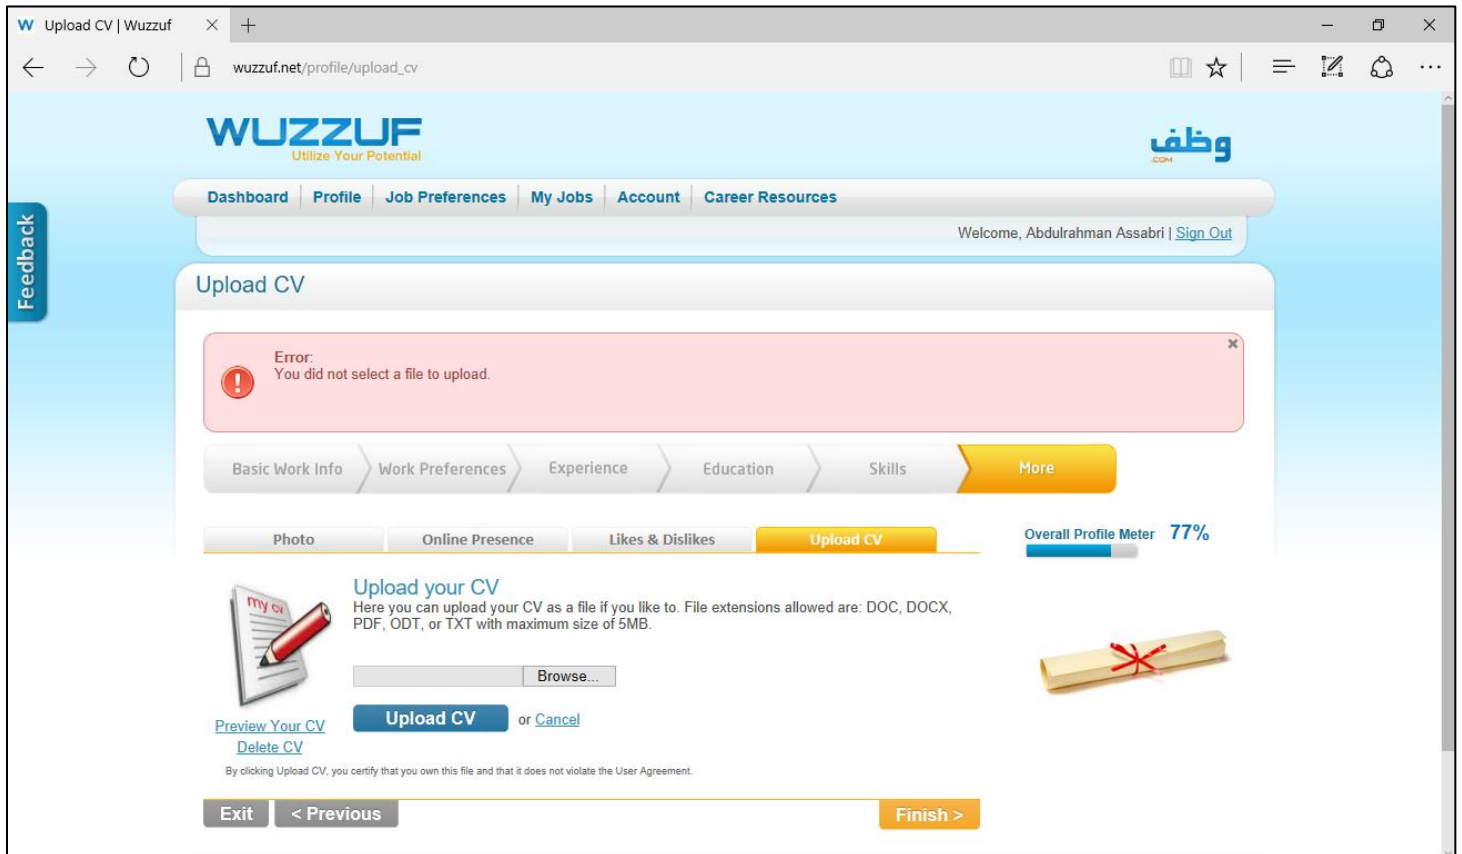 W Upload CV | Wuzzuf
wuzzuf.net/profile/upload_cv
WUZZUF
Utilize Your Potential
وظف
.COM
Dashboard Profile Job Preferences My Jobs Account Career Resources
Welcome, Abdulrahman Assabri | Sign Out
Feedback
Upload CV
Error:
You did not select a file to upload.
Basic Work Info Work Preferences Experience Education Skills More
Photo Online Presence Likes & Dislikes Upload CV
Overall Profile Meter 77%
my cv
Upload your CV
Here you can upload your CV as a file if you like to. File extensions allowed are: DOC, DOCX,
PDF, ODT, or TXT with maximum size of 5MB.
Browse...
Upload CV or Cancel
Preview Your CV
Delete CV
By clicking Upload CV, you certify that you own this file and that it does not violate the User Agreement.
Exit < Previous Finish >